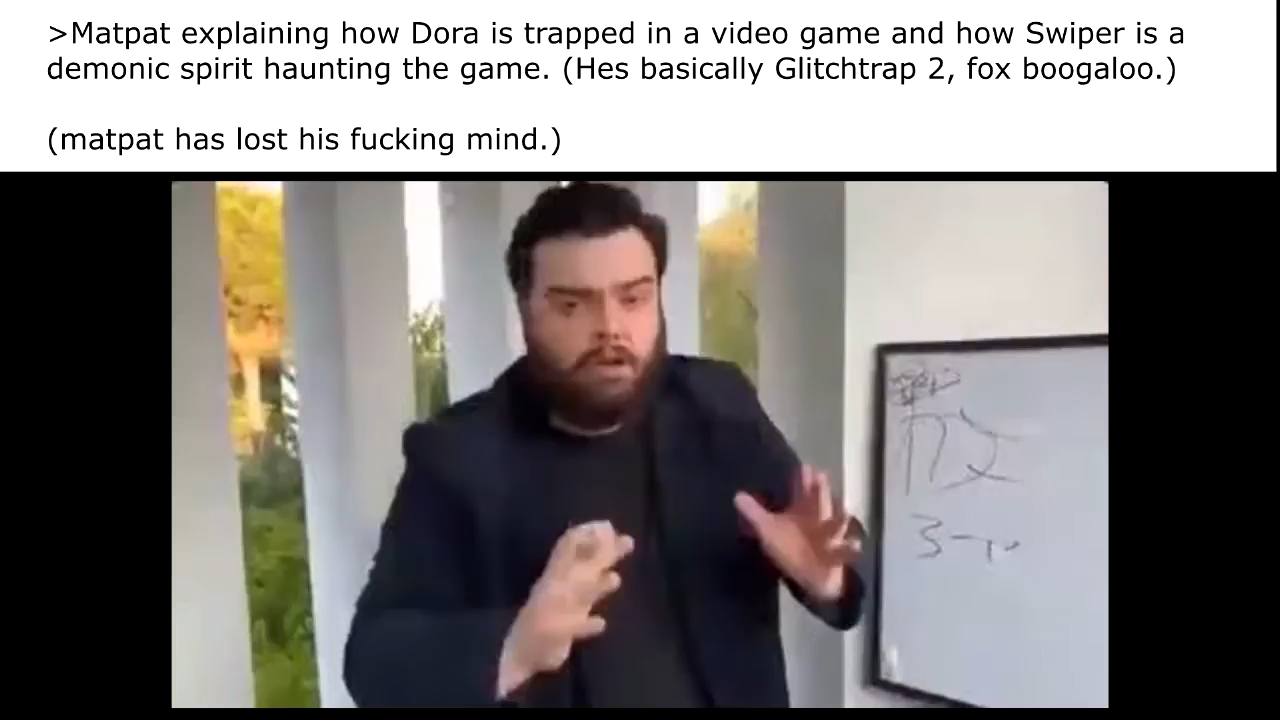 >Matpat explaining how Dora is trapped in a video game and how Swiper is a
demonic spirit haunting the game. (Hes basically Glitchtrap 2, fox boogaloo.)
(matpat has lost his fucking mind.)